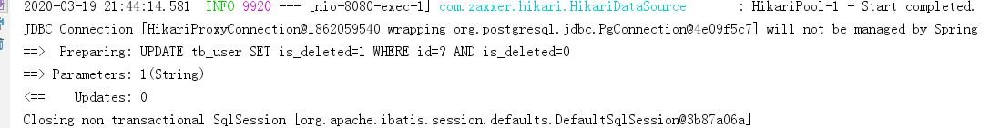 2020-03-19 21:44:14.581  INFO 9920 --- [nio-8080-exec-1] com.zaxxer.hikari.HikariDataSource       : HikariPool-1 - Start completed.
JDBC Connection [HikariProxyConnection@1862059540 wrapping org.postgresql.jdbc.PgConnection@4e09f5c7] will not be managed by Spring
==>  Preparing: UPDATE tb_user SET is_deleted=1 WHERE id=? AND is_deleted=0
==> Parameters: 1(String)
<==    Updates: 0
Closing non transactional SqlSession [org.apache.ibatis.session.defaults.DefaultSqlSession@3b87a06a]